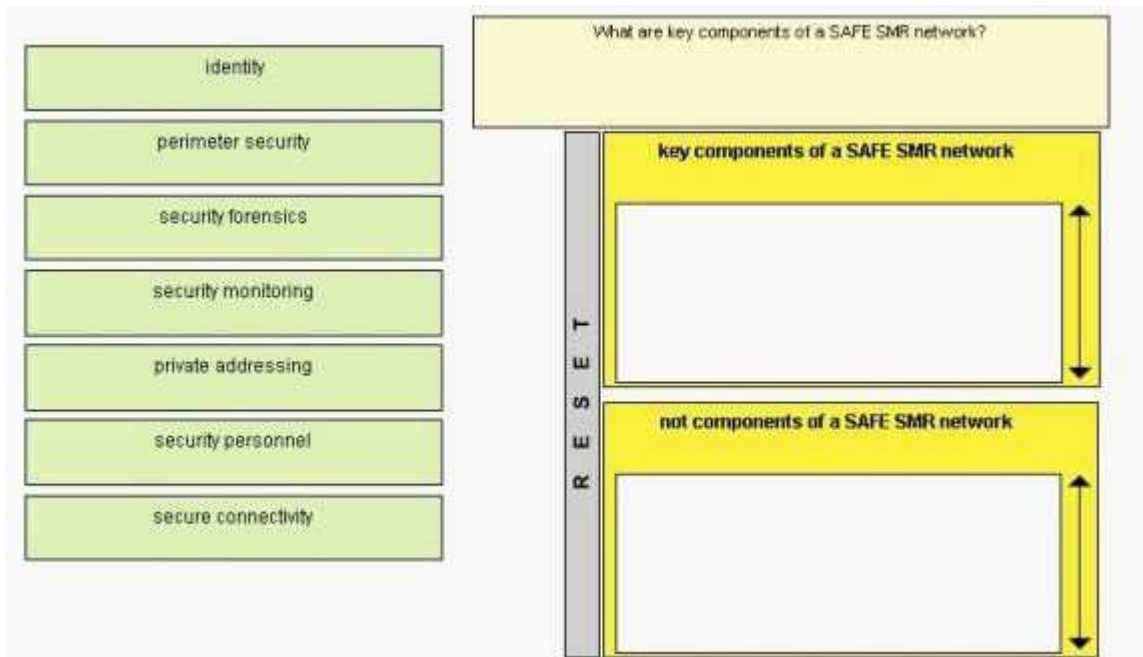 What are key components of a SAFE SMR network?
identity
perimeter security
security forensics
security monitoring
private addressing
security personnel
secure connectivity
RESET
key components of a SAFE SMR network
not components of a SAFE SMR network